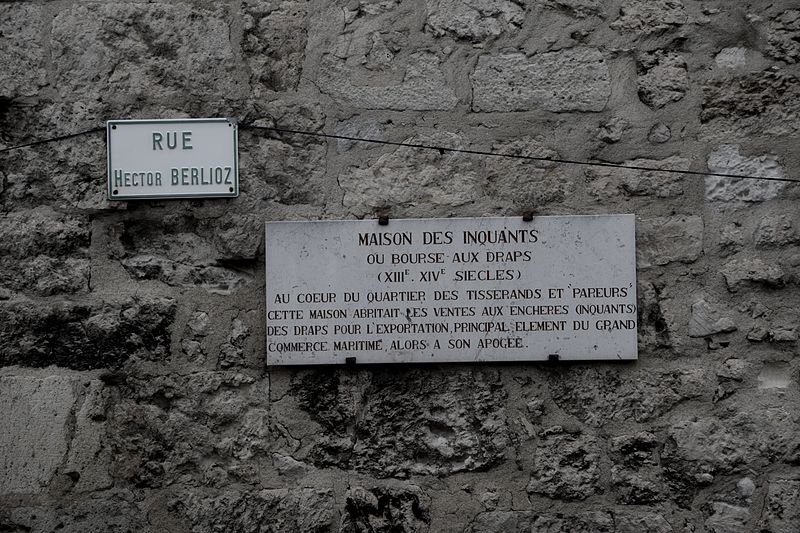 RUE
HECTOR BERLIOZ
MAISON DES INQUANTS
OU BOURSE AUX DRAPS
(XIIIE. XIVE SIECLES)
AU COEUR DU QUARTIER DES TISSERANDS ET "PAREURS"
CETTE MAISON ABRITAIT LES VENTES AUX ENCHERES (INQUANTS)
DES DRAPS POUR L'EXPORTATION, PRINCIPAL ELEMENT DU GRAND
COMMERCE MARITIME, ALORS A SON APOGEE.